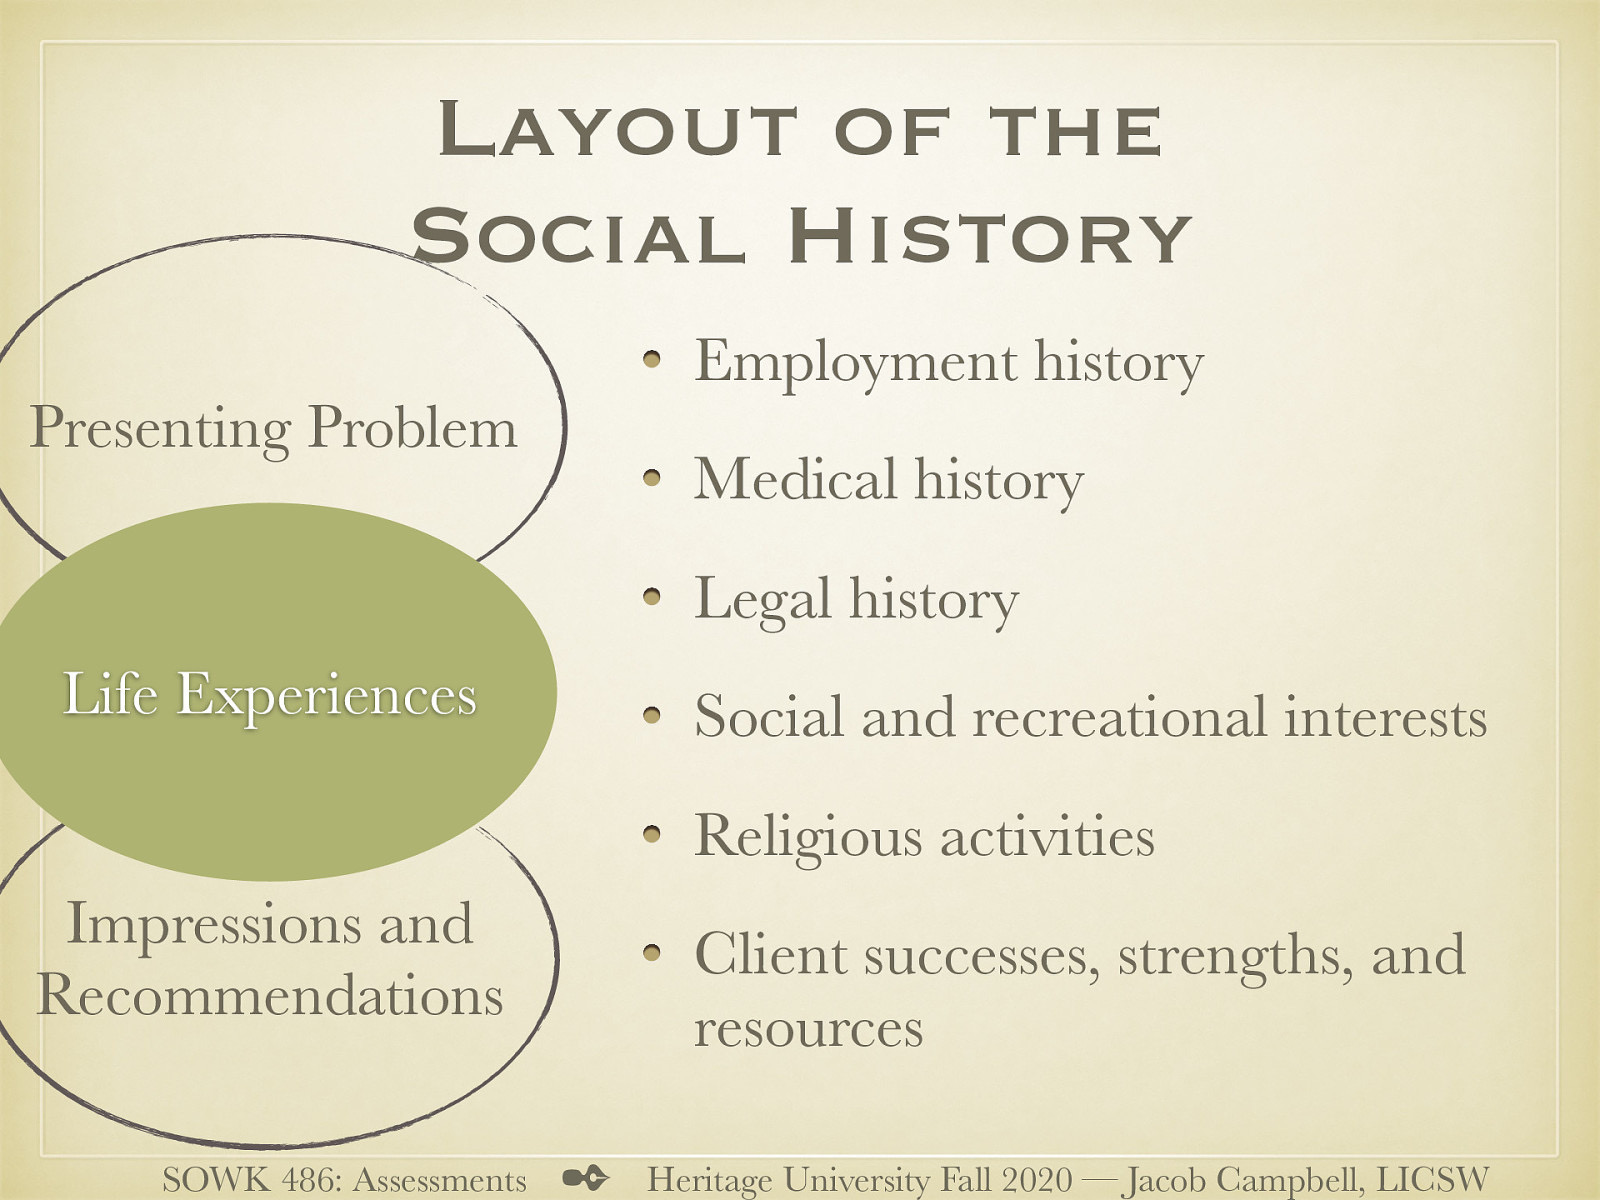 Layout of the
Social History
Presenting Problem
Life Experiences
Impressions and
Recommendations
• Employment history
• Medical history
• Legal history
• Social and recreational interests
• Religious activities
• Client successes, strengths, and
resources
SOWK 486: Assessments ✒ Heritage University Fall 2020 — Jacob Campbell, LICSW